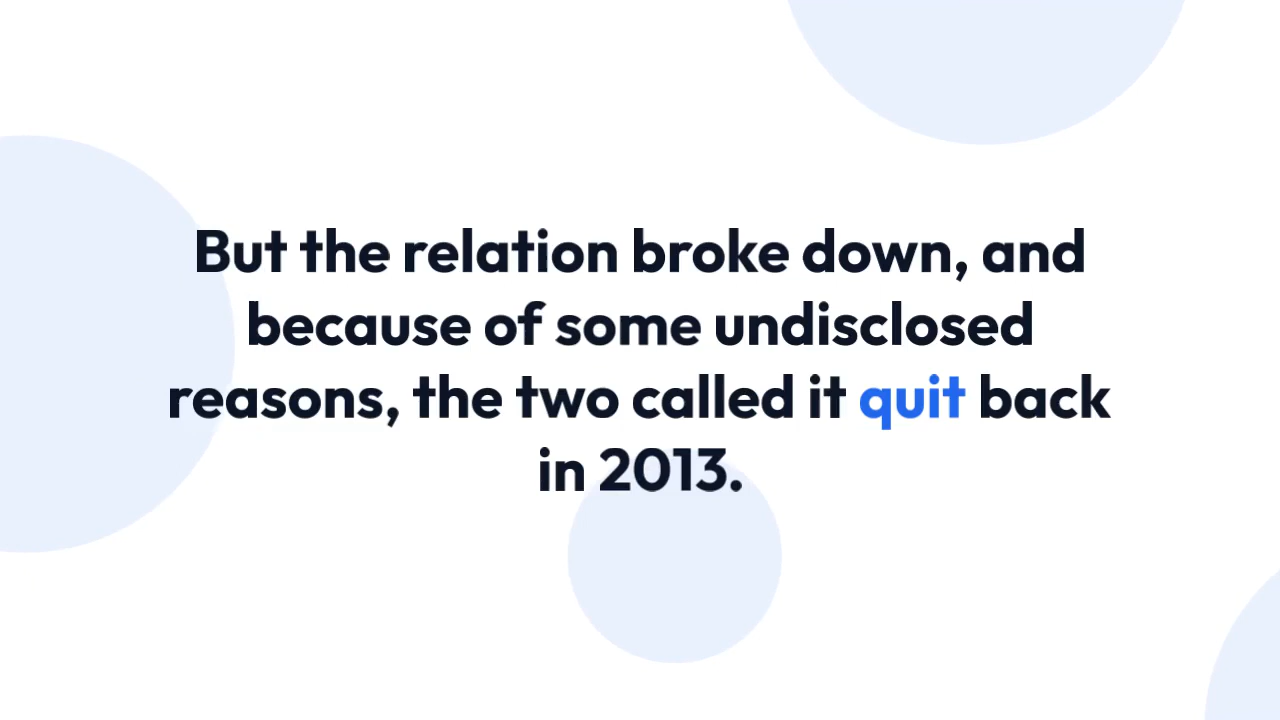 But the relation broke down, and
because of some undisclosed
reasons, the two called it quit back
in 2013.